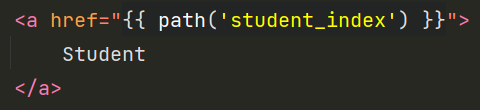 <a href="{{ path('student_index') }}">
Student
</a>